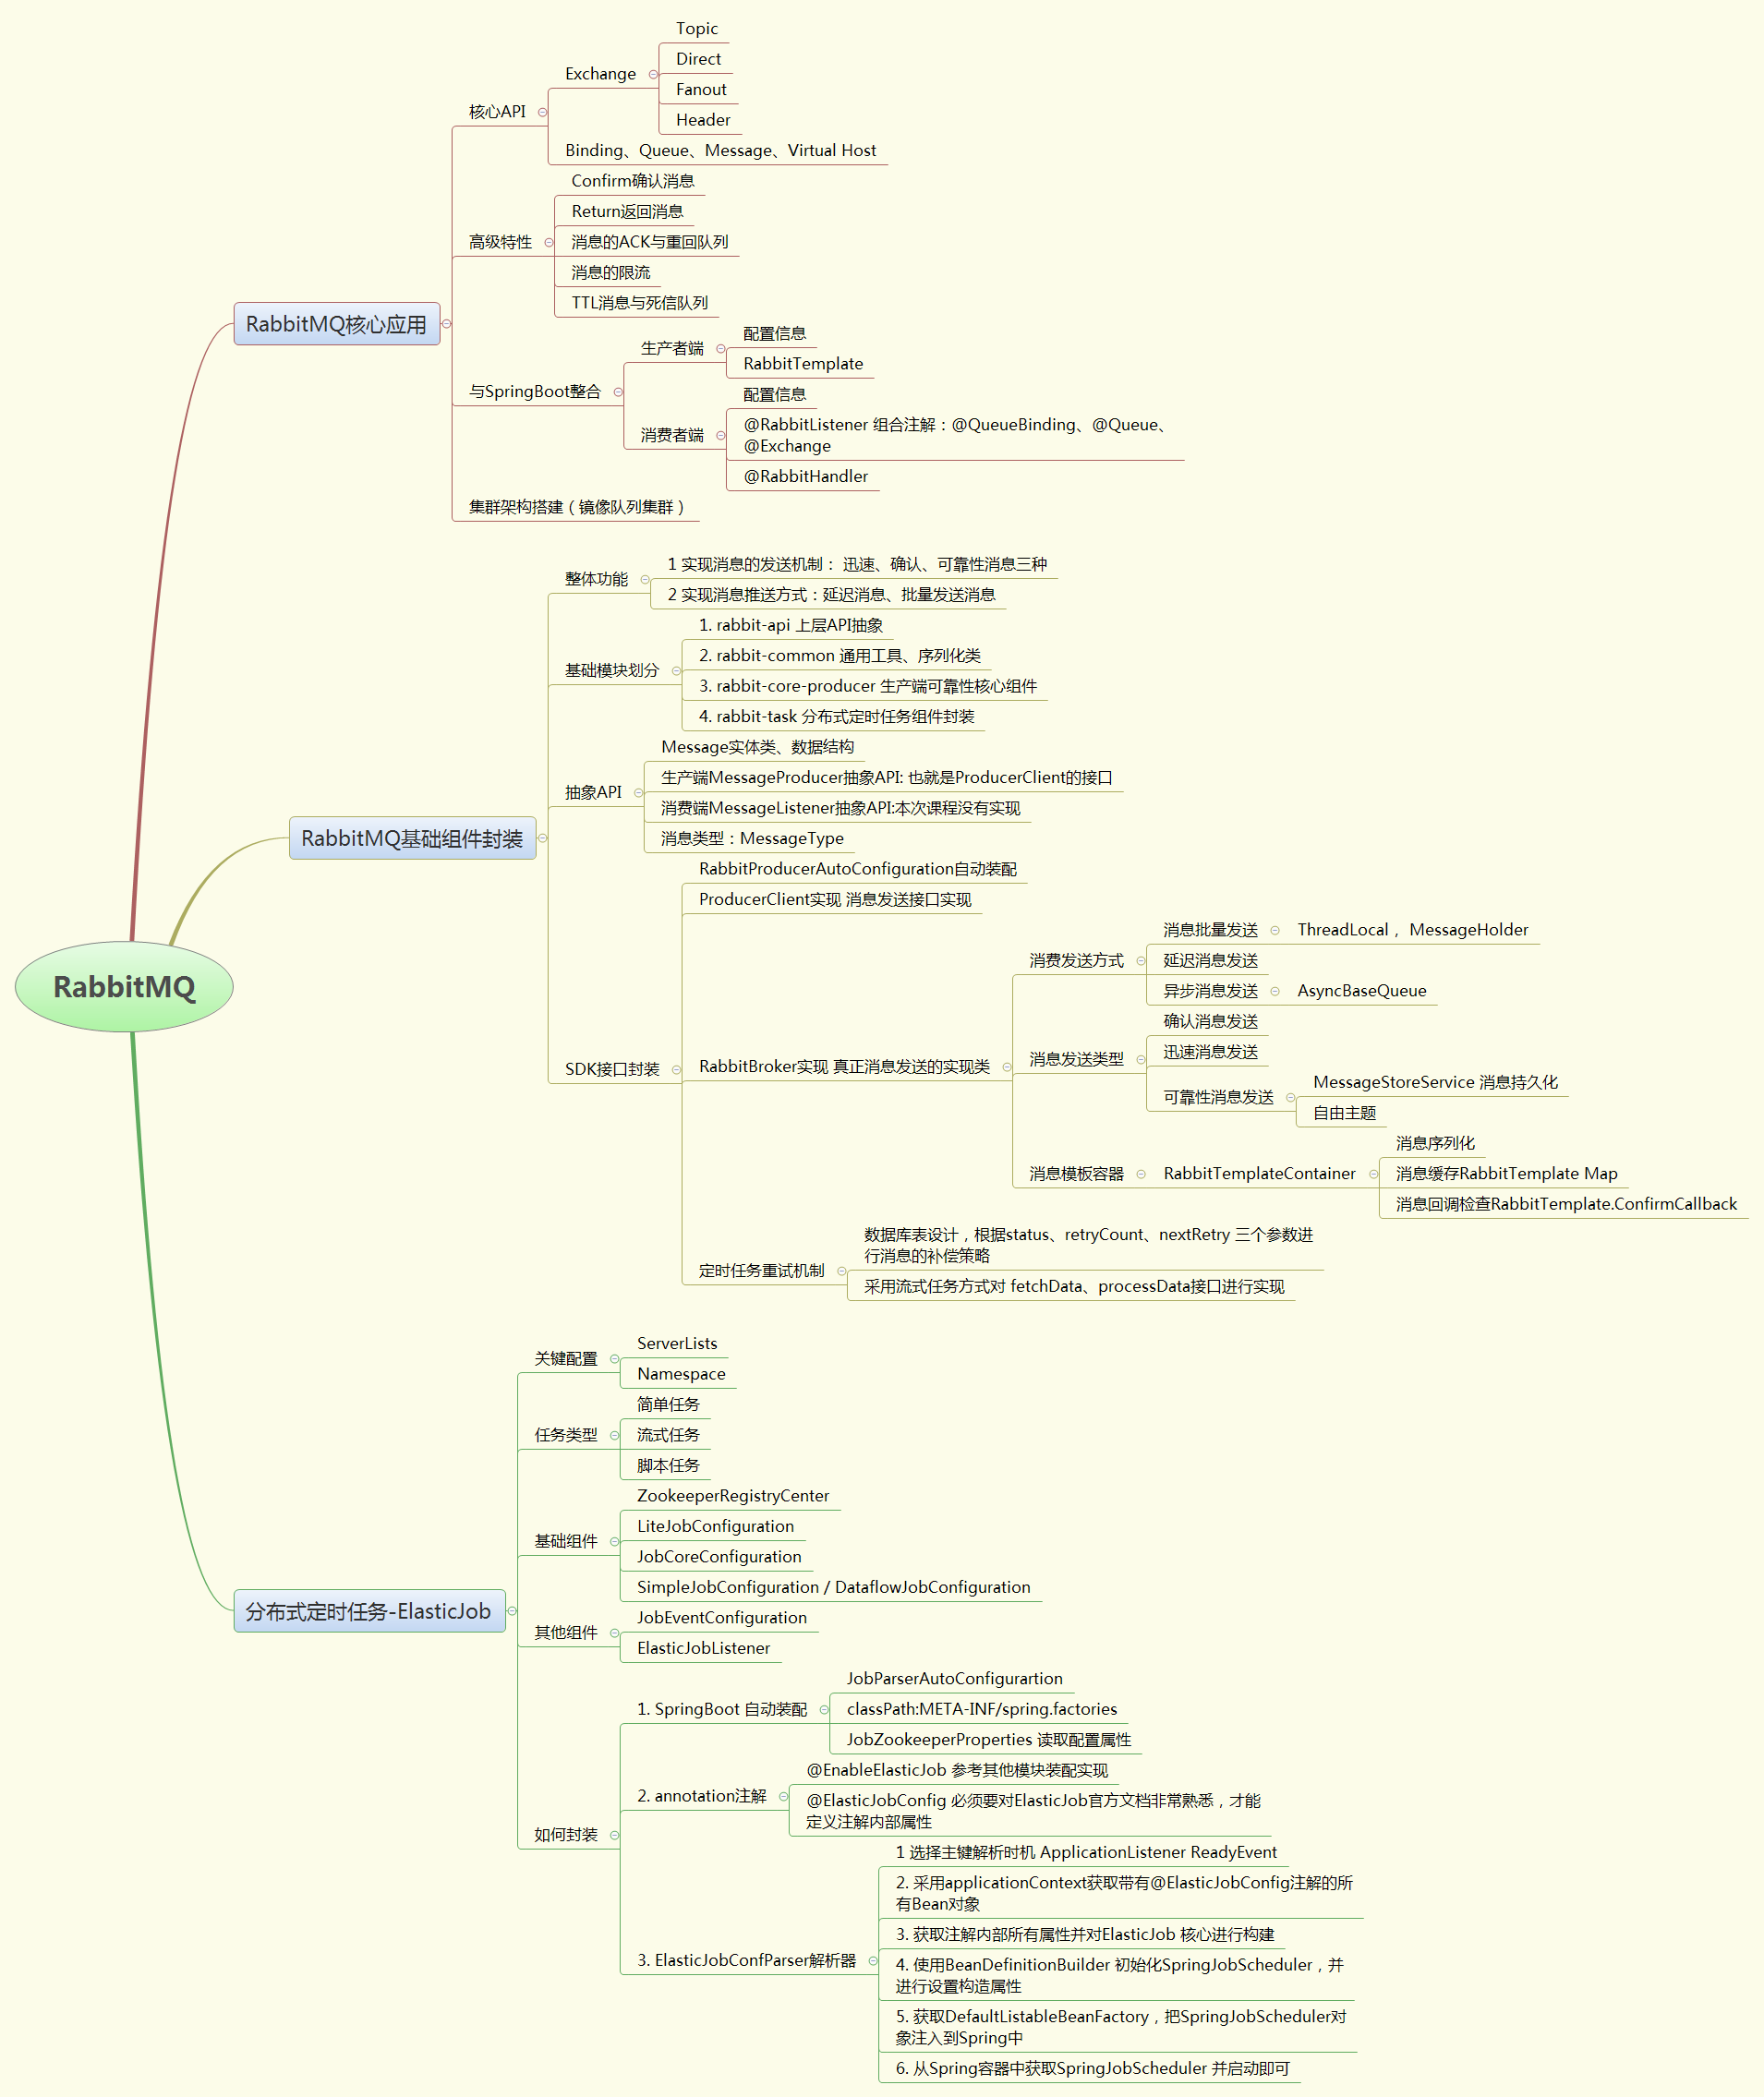 RabbitMQ
RabbitMQ核心应用
核心API
Exchange
Topic
Direct
Fanout
Header
Binding、Queue、Message、Virtual Host
高级特性
Confirm确认消息
Return返回消息
消息的ACK与重回队列
消息的限流
TTL消息与死信队列
与SpringBoot整合
生产者端
配置信息
RabbitTemplate
消费者端
配置信息
@RabbitListener 组合注解：@QueueBinding、@Queue、
@Exchange
@RabbitHandler
集群架构搭建（镜像队列集群）
RabbitMQ基础组件封装
整体功能
1 实现消息的发送机制： 迅速、确认、可靠性消息三种
2 实现消息推送方式：延迟消息、批量发送消息
基础模块划分
1. rabbit-api 上层API抽象
2. rabbit-common 通用工具、序列化类
3. rabbit-core-producer 生产端可靠性核心组件
4. rabbit-task 分布式定时任务组件封装
抽象API
Message实体类、数据结构
生产端MessageProducer抽象API: 也就是ProducerClient的接口
消费端MessageListener抽象API:本次课程没有实现
消息类型：MessageType
SDK接口封装
RabbitProducerAutoConfiguration自动装配
ProducerClient实现 消息发送接口实现
RabbitBroker实现 真正消息发送的实现类
消费发送方式
消息批量发送
ThreadLocal， MessageHolder
延迟消息发送
异步消息发送
AsyncBaseQueue
消息发送类型
确认消息发送
迅速消息发送
可靠性消息发送
MessageStoreService 消息持久化
自由主题
消息模板容器
RabbitTemplateContainer
消息序列化
消息缓存RabbitTemplate Map
消息回调检查RabbitTemplate.ConfirmCallback
定时任务重试机制
数据库表设计，根据status、retryCount、nextRetry 三个参数进
行消息的补偿策略
采用流式任务方式对 fetchData、processData接口进行实现
分布式定时任务-ElasticJob
关键配置
ServerLists
Namespace
任务类型
简单任务
流式任务
脚本任务
基础组件
ZookeeperRegistryCenter
LiteJobConfiguration
JobCoreConfiguration
SimpleJobConfiguration / DataflowJobConfiguration
其他组件
JobEventConfiguration
ElasticJobListener
如何封装
1. SpringBoot 自动装配
JobParserAutoConfigurartion
classPath:META-INF/spring.factories
JobZookeeperProperties 读取配置属性
2. annotation注解
@EnableElasticJob 参考其他模块装配实现
@ElasticJobConfig 必须要对ElasticJob官方文档非常熟悉，才能
定义注解内部属性
3. ElasticJobConfParser解析器
1 选择主键解析时机 ApplicationListener ReadyEvent
2. 采用applicationContext获取带有@ElasticJobConfig注解的所
有Bean对象
3. 获取注解内部所有属性并对ElasticJob 核心进行构建
4. 使用BeanDefinitionBuilder 初始化SpringJobScheduler，并
进行设置构造属性
5. 获取DefaultListableBeanFactory，把SpringJobScheduler对
象注入到Spring中
6. 从Spring容器中获取SpringJobScheduler 并启动即可